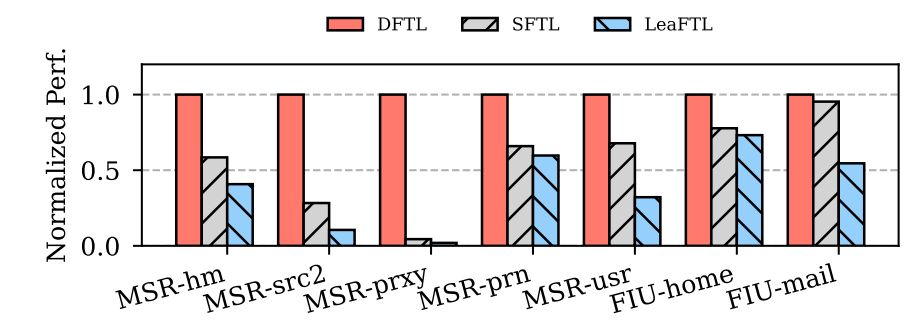 DFTL SFTL LeaFTL
Normalized Perf.
1.0
0.5
0.0
MSR-hm MSR-src2 MSR-prxy MSR-prn MSR-usr FIU-home FIU-mail